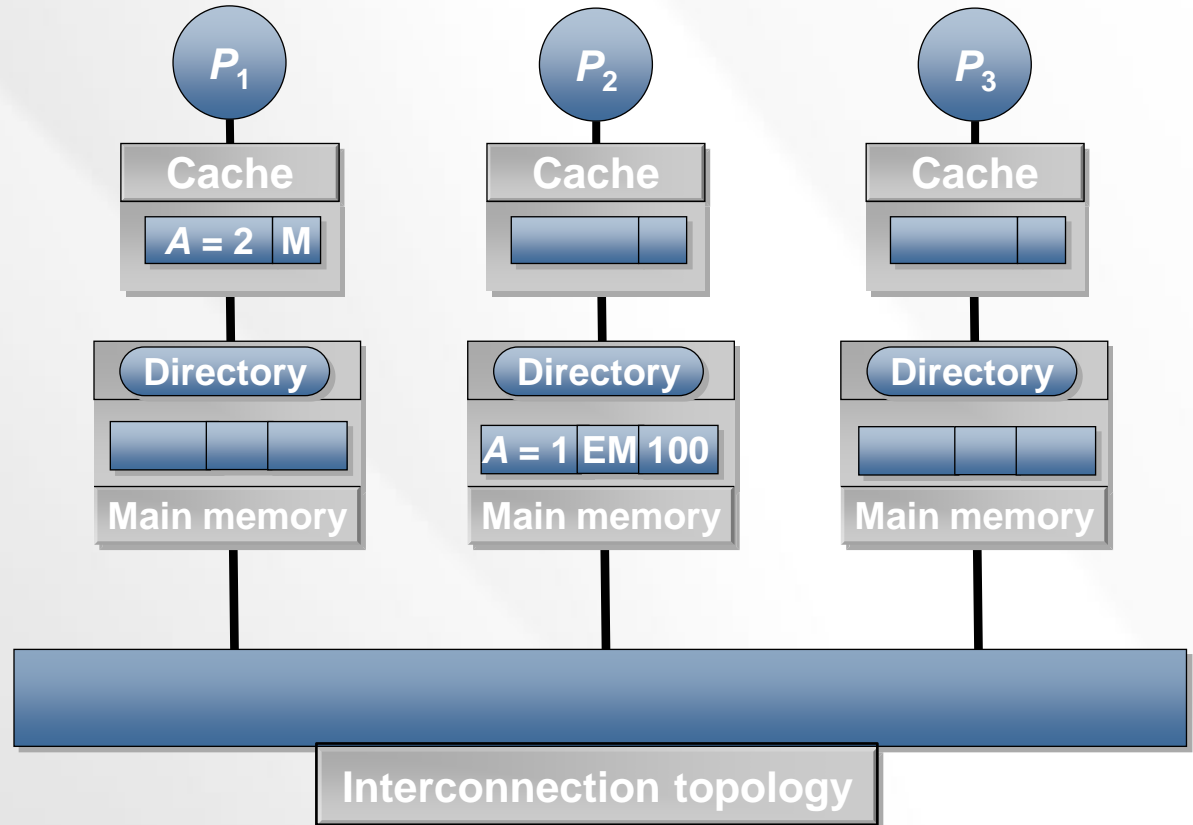 P1 P2 P3
Cache Cache Cache
A = 2 M
Directory Directory Directory
A = 1 EM 100
Main memory Main memory Main memory
Interconnection topology